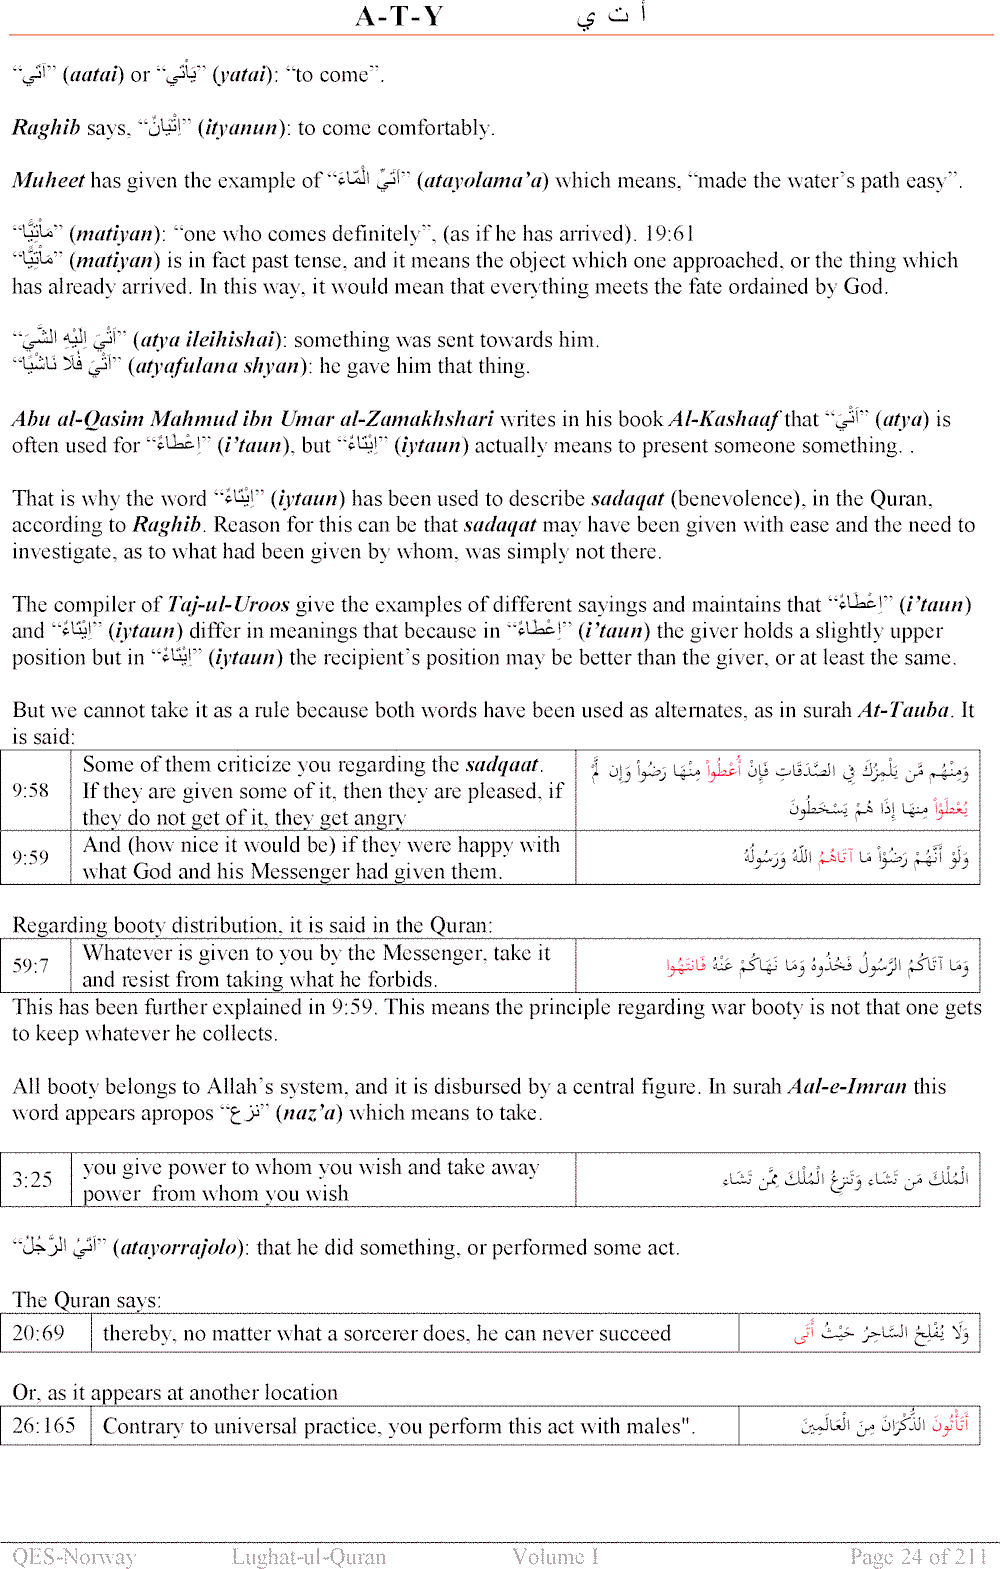 A-T-Y أ ت ي
“آتَي” (aatai) or “يَأتَي” (yatai): “to come”.
Raghib says, “اِتْيَانٌ” (ityanun): to come comfortably.
Muheet has given the example of “اَتَّي الْمَّاءَ” (atayolama’a) which means, “made the water’s path easy”.
“مَأتِيًّا” (matiyan): “one who comes definitely”, (as if he has arrived). 19:61
“مَأتِيًّا” (matiyan) is in fact past tense, and it means the object which one approached, or the thing which
has already arrived. In this way, it would mean that everything meets the fate ordained by God.
“اَتْيَ اِلَيْهِ الشَّيَ” (atya ileihishai): something was sent towards him.
“اَتْيَ فُلَا نَاشْيًا” (atyafulana shyan): he gave him that thing.
Abu al-Qasim Mahmud ibn Umar al-Zamakhshari writes in his book Al-Kashaaf that “اَتْيَ” (atya) is
often used for “اِعْطَاءٌ” (i’taun), but “اِيْتَاءٌ” (iytaun) actually means to present someone something. .
That is why the word “اِيْتَاءٌ” (iytaun) has been used to describe sadaqat (benevolence), in the Quran,
according to Raghib. Reason for this can be that sadaqat may have been given with ease and the need to
investigate, as to what had been given by whom, was simply not there.
The compiler of Taj-ul-Uroos give the examples of different sayings and maintains that “اِعْطَاءٌ” (i’taun)
and “اِيْتَاءٌ” (iytaun) differ in meanings that because in “اِعْطَاءٌ” (i’taun) the giver holds a slightly upper
position but in “اِيْتَاءٌ” (iytaun) the recipient’s position may be better than the giver, or at least the same.
But we cannot take it as a rule because both words have been used as alternates, as in surah At-Tauba. It
is said:
9:58 Some of them criticize you regarding the sadqaat.
If they are given some of it, then they are pleased, if
they do not get of it, they get angry
وَمِنْهُم مَّن يَلْمِزُكَ فِي الصَّدَقَاتِ فَإِنْ أُعْطُواْ مِنْهَا رَضُواْ وَإِن لَّمْ
يُعْطَوْاْ مِنهَا إِذَا هُمْ يَسْخَطُونَ
9:59 And (how nice it would be) if they were happy with
what God and his Messenger had given them.
وَلَوْ أَنَّهُمْ رَضُوْاْ مَا آتَاهُمُ اللّهُ وَرَسُولُهُ
Regarding booty distribution, it is said in the Quran:
59:7 Whatever is given to you by the Messenger, take it
and resist from taking what he forbids.
وَمَا آتَاكُمُ الرَّسُولُ فَخُذُوهُ وَمَا نَهَاكُمْ عَنْهُ فَانتَهُوا
This has been further explained in 9:59. This means the principle regarding war booty is not that one gets
to keep whatever he collects.
All booty belongs to Allah’s system, and it is disbursed by a central figure. In surah Aal-e-Imran this
word appears apropos “نزع” (naz’a) which means to take.
3:25 you give power to whom you wish and take away
power from whom you wish
الْمُلْكَ مَن تَشَاء وَتَنزِعُ الْمُلْكَ مِمَّن تَشَاء
“اَتَيُ الرَّجُلُ” (atayorrajolo): that he did something, or performed some act.
The Quran says:
20:69 thereby, no matter what a sorcerer does, he can never succeed وَلَا يُفْلِحُ السَّاحِرُ حَيْثُ أَتَى
Or, as it appears at another location
26:165 Contrary to universal practice, you perform this act with males". أَتَأْتُونَ الذُّكْرَانَ مِنَ الْعَالَمِينَ
QES-Norway Lughat-ul-Quran Volume I Page 24 of 211